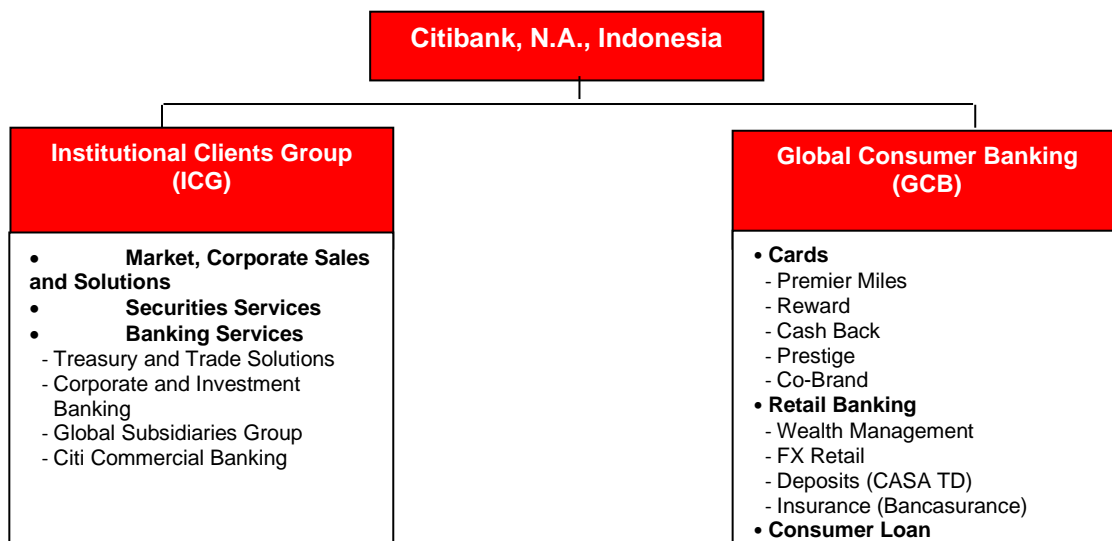 Citibank, N.A., Indonesia
Institutional Clients Group
(ICG)
• Market, Corporate Sales
and Solutions
• Securities Services
• Banking Services
- Treasury and Trade Solutions
- Corporate and Investment
Banking
- Global Subsidiaries Group
- Citi Commercial Banking
Global Consumer Banking
(GCB)
• Cards
- Premier Miles
- Reward
- Cash Back
- Prestige
- Co-Brand
• Retail Banking
- Wealth Management
- FX Retail
- Deposits (CASA TD)
- Insurance (Bancasurance)
• Consumer Loan